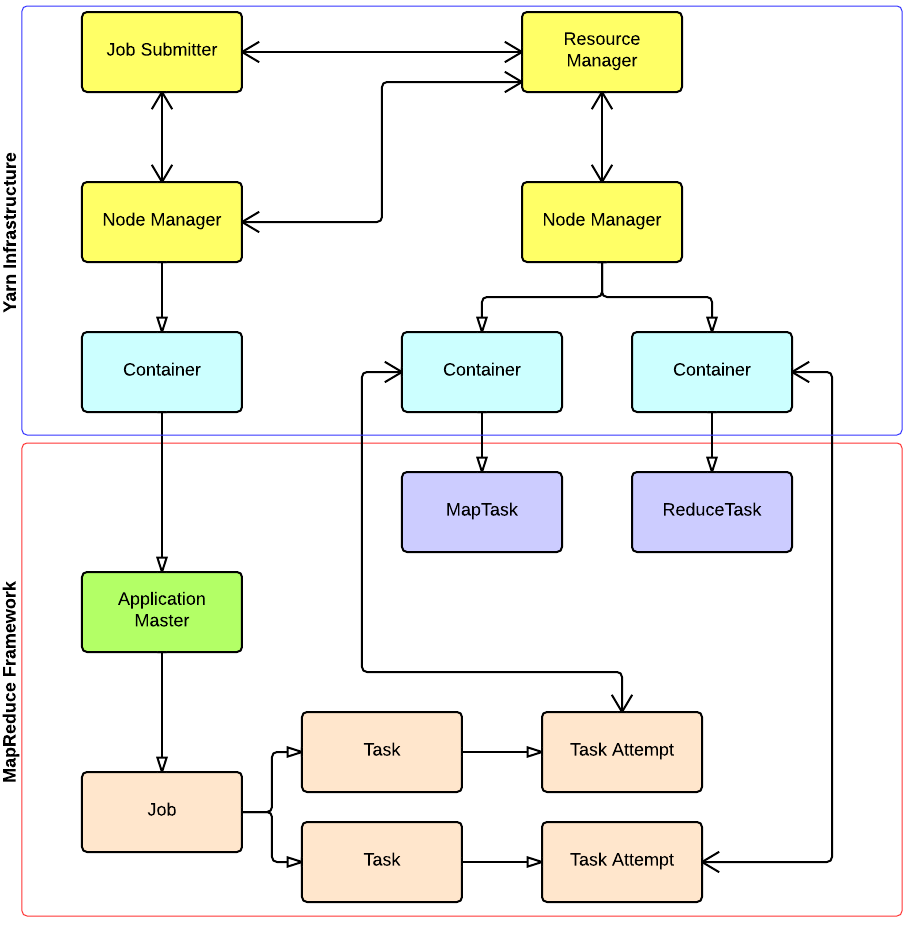 Yarn Infrastructure
Job Submitter
Resource
Manager
Node Manager
Node Manager
Container
Container
Container
MapReduce Framework
MapTask
ReduceTask
Application
Master
Task
Task Attempt
Job
Task
Task Attempt